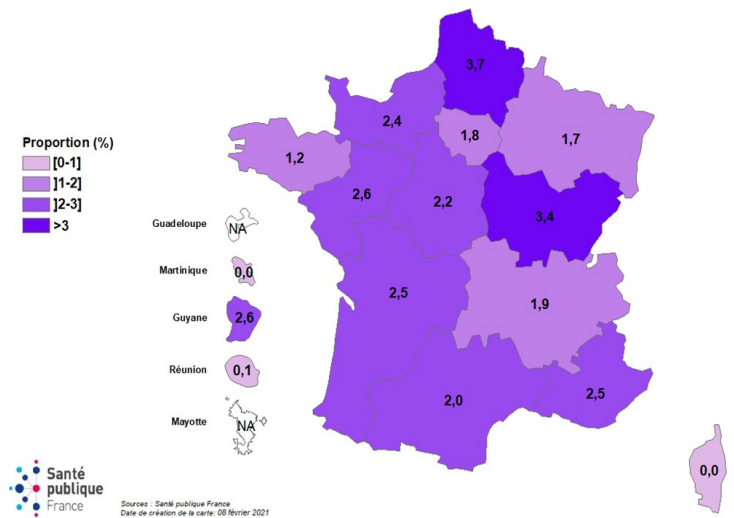 3,7
2,4
1,8
1,7
Proportion (%)
[0-1]
]1-2]
]2-3]
>3
1,2
2,6
2,2
3,4
Guadeloupe
NA
Martinique
0,0
2,5
1,9
Guyane
2,6
Réunion
0,1
2,0
2,5
Mayotte
NA
0,0
Santé
publique
France
Sources : Santé publique France
Date de création de la carte: 08 février 2021